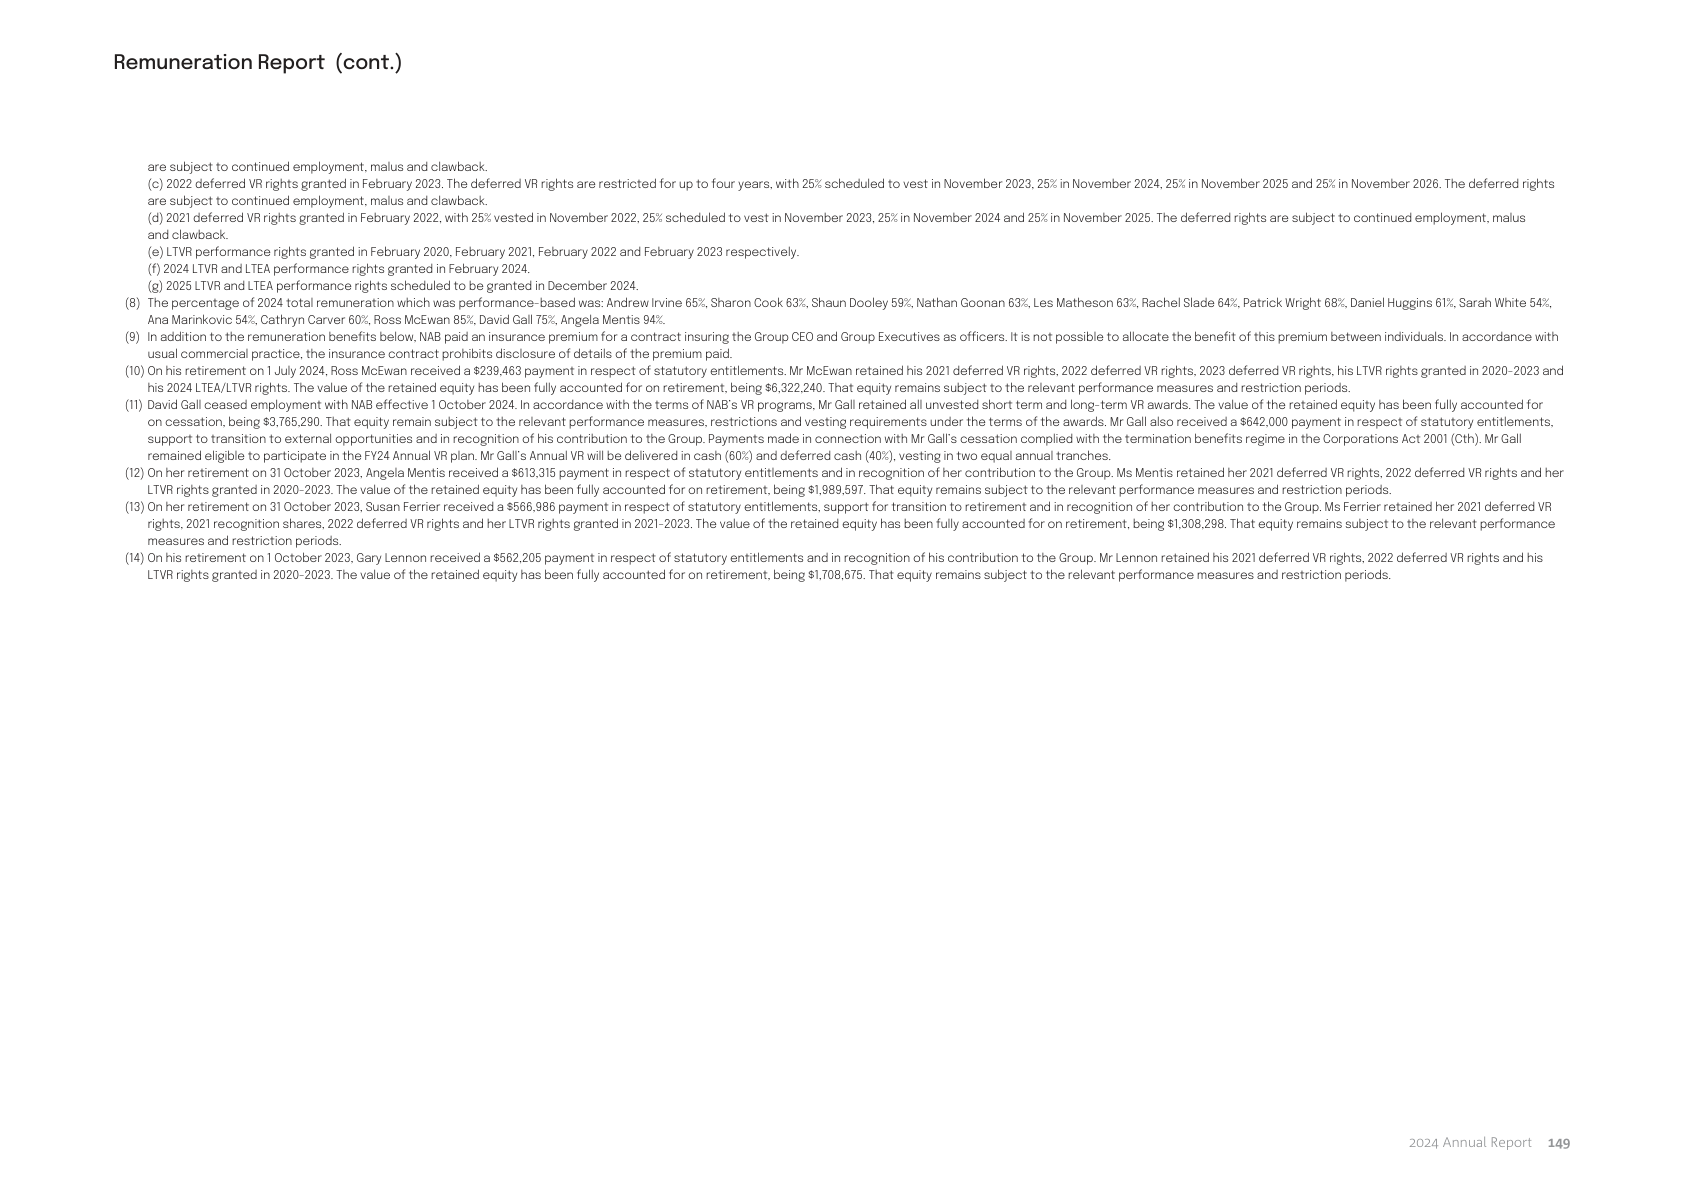 Remuneration Report (cont.)
are subject to continued employment, malus and clawback.
(c) 2022 deferred VR rights granted in February 2023. The deferred VR rights are restricted for up to four years, with 25% scheduled to vest in November 2023, 25% in November 2024, 25% in November 2025 and 25% in November 2026. The deferred rights
are subject to continued employment, malus and clawback.
(d) 2021 deferred VR rights granted in February 2022, with 25% vested in November 2022, 25% scheduled to vest in November 2023, 25% in November 2024 and 25% in November 2025. The deferred rights are subject to continued employment, malus
and clawback.
(e) LTVR performance rights granted in February 2020, February 2021, February 2022 and February 2023 respectively.
(f) 2024 LTVR and LTEA performance rights granted in February 2024.
(g) 2025 LTVR and LTEA performance rights scheduled to be granted in December 2024.
(8) The percentage of 2024 total remuneration which was performance-based was: Andrew Irvine 65%, Sharon Cook 63%, Shaun Dooley 59%, Nathan Goonan 63%, Les Matheson 63%, Rachel Slade 64%, Patrick Wright 68%, Daniel Huggins 61%, Sarah White 54%,
Ana Marinkovic 54%, Cathryn Carver 60%, Ross McEwan 85%, David Gall 75%, Angela Mentis 94%.
(9) In addition to the remuneration benefits below, NAB paid an insurance premium for a contract insuring the Group CEO and Group Executives as officers. It is not possible to allocate the benefit of this premium between individuals. In accordance with
usual commercial practice, the insurance contract prohibits disclosure of details of the premium paid.
(10) On his retirement on 1 July 2024, Ross McEwan received a $239,463 payment in respect of statutory entitlements. Mr McEwan retained his 2021 deferred VR rights, 2022 deferred VR rights, 2023 deferred VR rights, his LTVR rights granted in 2020-2023 and
his 2024 LTEA/LTVR rights. The value of the retained equity has been fully accounted for on retirement, being $6,322,240. That equity remains subject to the relevant performance measures and restriction periods.
(11) David Gall ceased employment with NAB effective 1 October 2024. In accordance with the terms of NAB's VR programs, Mr Gall retained all unvested short term and long-term VR awards. The value of the retained equity has been fully accounted for
on cessation, being $3,765,290. That equity remain subject to the relevant performance measures, restrictions and vesting requirements under the terms of the awards. Mr Gall also received a $642,000 payment in respect of statutory entitlements,
support to transition to external opportunities and in recognition of his contribution to the Group. Payments made in connection with Mr Gall's cessation complied with the termination benefits regime in the Corporations Act 2001 (Cth). Mr Gall
remained eligible to participate in the FY24 Annual VR plan. Mr Gall's Annual VR will be delivered in cash (60%) and deferred cash (40%), vesting in two equal annual tranches.
(12) On her retirement on 31 October 2023, Angela Mentis received a $613,315 payment in respect of statutory entitlements and in recognition of her contribution to the Group. Ms Mentis retained her 2021 deferred VR rights, 2022 deferred VR rights and her
LTVR rights granted in 2020-2023. The value of the retained equity has been fully accounted for on retirement, being $1,989,597. That equity remains subject to the relevant performance measures and restriction periods.
(13) On her retirement on 31 October 2023, Susan Ferrier received a $566,986 payment in respect of statutory entitlements, support for transition to retirement and in recognition of her contribution to the Group. Ms Ferrier retained her 2021 deferred VR
rights, 2021 recognition shares, 2022 deferred VR rights and her LTVR rights granted in 2021-2023. The value of the retained equity has been fully accounted for on retirement, being $1,308,298. That equity remains subject to the relevant performance
measures and restriction periods.
(14) On his retirement on 1 October 2023, Gary Lennon received a $562,205 payment in respect of statutory entitlements and in recognition of his contribution to the Group. Mr Lennon retained his 2021 deferred VR rights, 2022 deferred VR rights and his
LTVR rights granted in 2020-2023. The value of the retained equity has been fully accounted for on retirement, being $1,708,675. That equity remains subject to the relevant performance measures and restriction periods.
2024 Annual Report 149